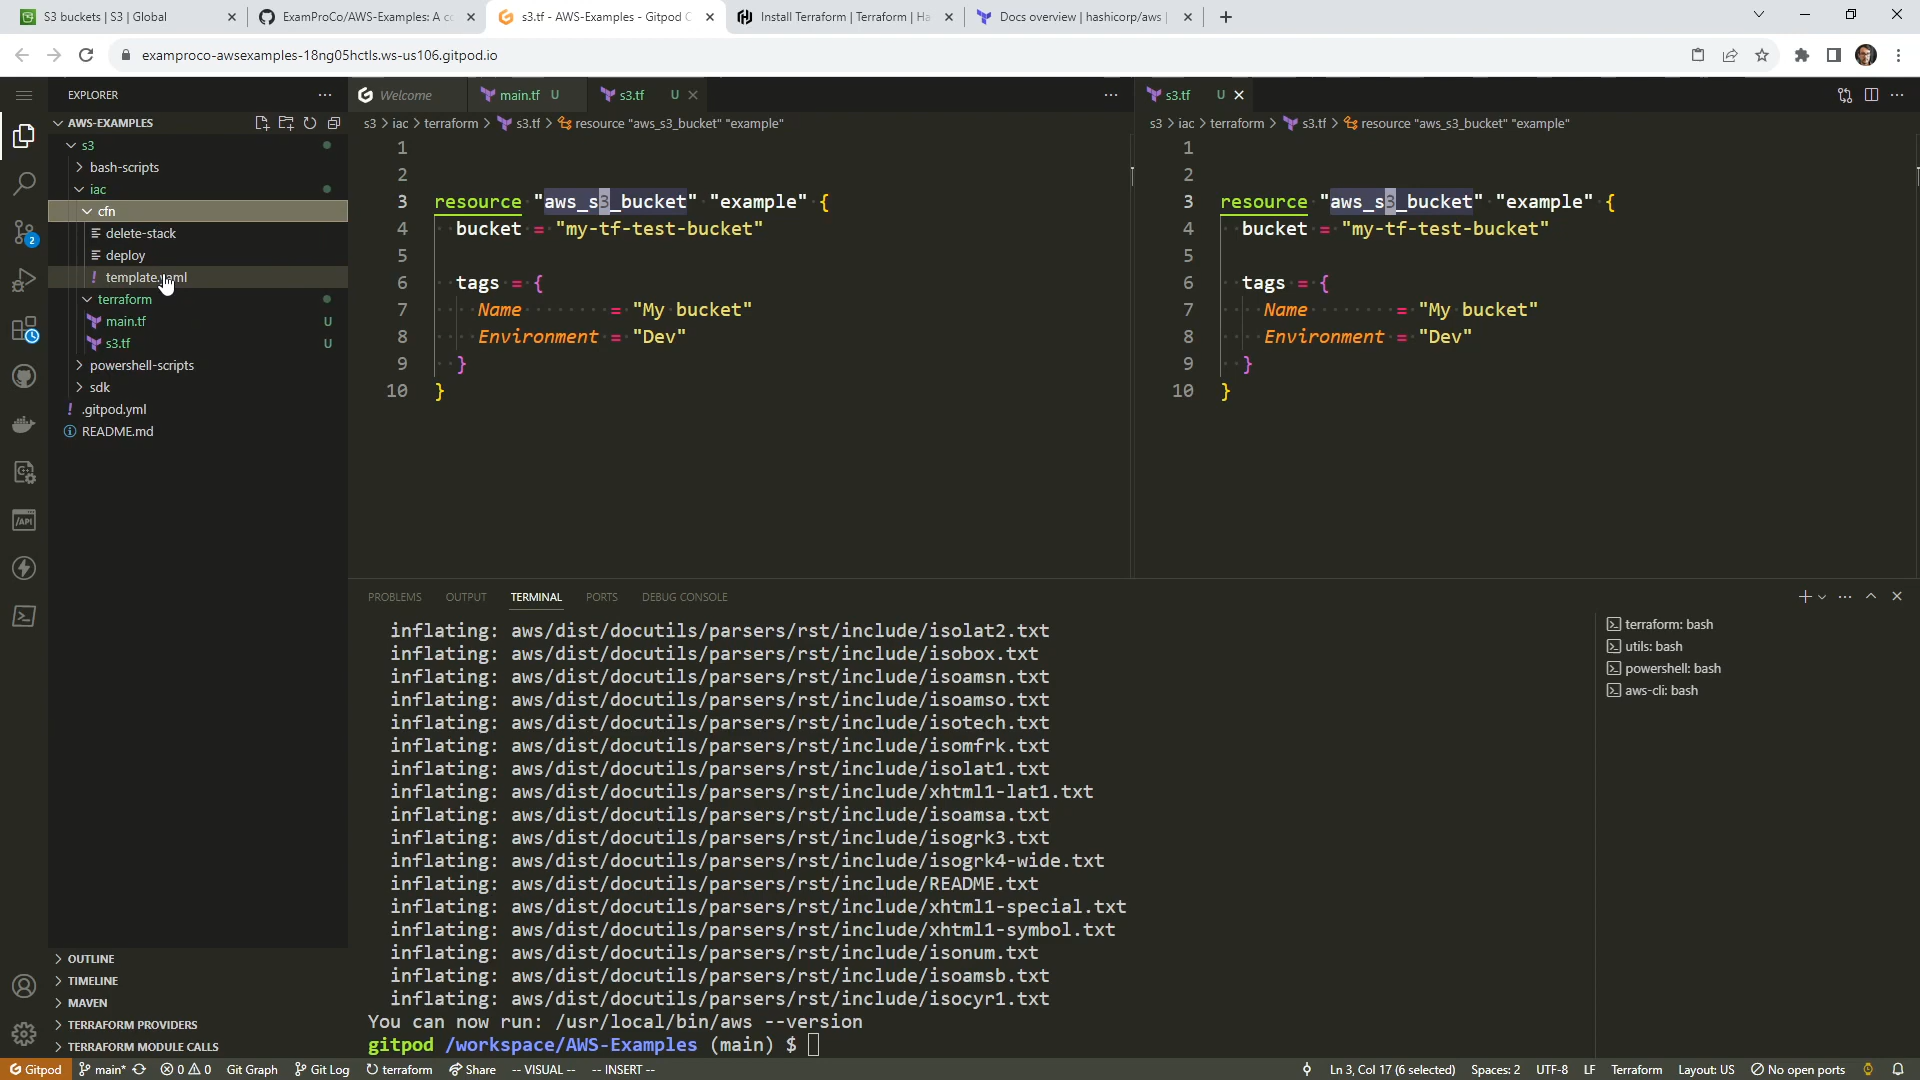 S3 buckets | S3 | Global
ExamProCo/AWS-Examples: A cc
s3.tf - AWS-Examples - Gitpod C
Install Terraform | Terraform | Ha
Docs overview | hashicorp/aws |
examproco-awsexamples-18ng05hctls.ws-us106.gitpod.io
EXPLORER
AWS-EXAMPLES
s3
bash-scripts
iac
cfn
delete-stack
deploy
template.yaml
terraform
main.tf U
s3.tf U
powershell-scripts
sdk
.gitpod.yml
README.md
OUTLINE
TIMELINE
MAVEN
TERRAFORM PROVIDERS
TERRAFORM MODULE CALLS
2
/API
Welcome main.tf U s3.tf U
s3 > iac > terraform > s3.tf > resource "aws_s3_bucket" "example"
1
2
3 resource "aws_s3_bucket" "example" {
4 bucket = "my-tf-test-bucket"
5
6 tags = {
7 Name = "My bucket"
8 Environment = "Dev"
9 }
10 }
s3.tf U
s3 > iac > terraform > s3.tf > resource "aws_s3_bucket" "example"
1
2
3 resource "aws_s3_bucket" "example" {
4 bucket = "my-tf-test-bucket"
5
6 tags = {
7 Name = "My bucket"
8 Environment = "Dev"
9 }
10 }
PROBLEMS OUTPUT TERMINAL PORTS DEBUG CONSOLE
inflating: aws/dist/docutils/parsers/rst/include/isolat2.txt
inflating: aws/dist/docutils/parsers/rst/include/isobox.txt
inflating: aws/dist/docutils/parsers/rst/include/isoamsn.txt
inflating: aws/dist/docutils/parsers/rst/include/isoamso.txt
inflating: aws/dist/docutils/parsers/rst/include/isotech.txt
inflating: aws/dist/docutils/parsers/rst/include/isomfrk.txt
inflating: aws/dist/docutils/parsers/rst/include/isolat1.txt
inflating: aws/dist/docutils/parsers/rst/include/xhtml1-lat1.txt
inflating: aws/dist/docutils/parsers/rst/include/isoamsa.txt
inflating: aws/dist/docutils/parsers/rst/include/isogrk3.txt
inflating: aws/dist/docutils/parsers/rst/include/isogrk4-wide.txt
inflating: aws/dist/docutils/parsers/rst/include/README.txt
inflating: aws/dist/docutils/parsers/rst/include/xhtml1-special.txt
inflating: aws/dist/docutils/parsers/rst/include/xhtml1-symbol.txt
inflating: aws/dist/docutils/parsers/rst/include/isonum.txt
inflating: aws/dist/docutils/parsers/rst/include/isoamsb.txt
inflating: aws/dist/docutils/parsers/rst/include/isocyr1.txt
You can now run: /usr/local/bin/aws --version
gitpod /workspace/AWS-Examples (main) $
terraform: bash
utils: bash
powershell: bash
aws-cli: bash
Gitpod main* 0 0 Git Graph Git Log terraform Share -- VISUAL -- -- INSERT -- Ln 3, Col 17 (6 selected) Spaces: 2 UTF-8 LF Terraform Layout: US No open ports